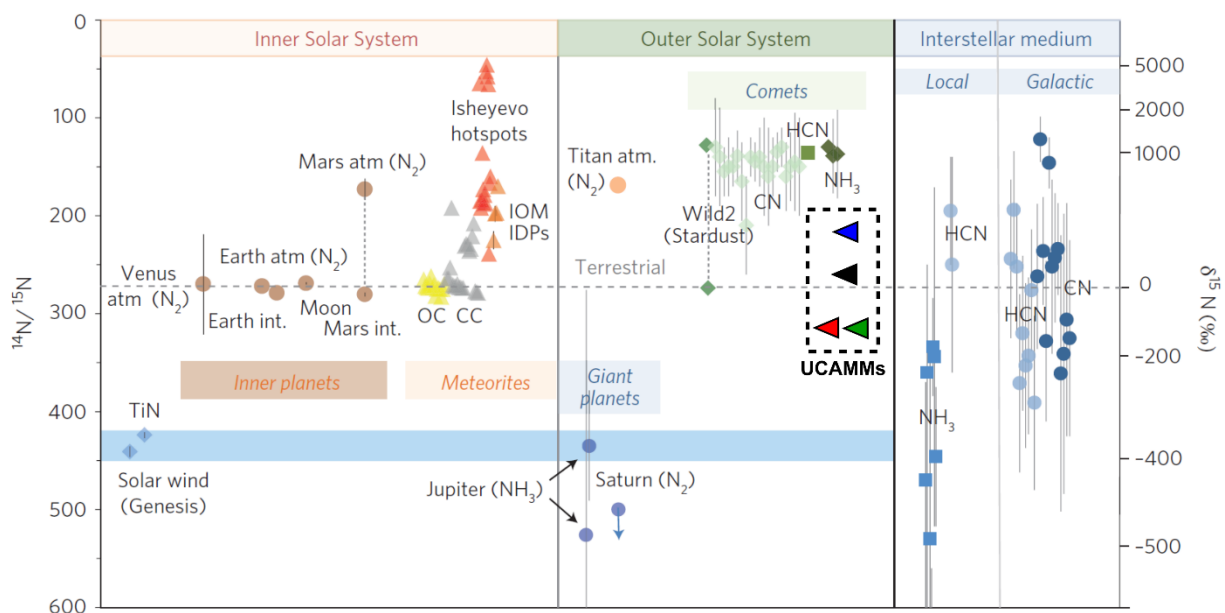 Inner Solar System
Outer Solar System
Interstellar medium
Local
Galactic
Comets
Isheyevo
hotspots
Mars atm (N₂)
Titan atm.
(N₂)
HCN
NH₃
CN
Wild2
(Stardust)
IOM
IDPs
Earth atm (N₂)
Venus
atm (N₂)
Terrestrial
Earth int.
Moon
Mars int.
OC
CC
UCAMMs
HCN
HCN
CN
NH₃
Inner planets
Meteorites
Giant
planets
TiN
Solar wind
(Genesis)
Jupiter (NH₃)
Saturn (N₂)
¹⁴N/ ¹⁵N
0
100
200
300
400
500
600
δ¹⁵ N (‰)
5000
2000
1000
0
–200
–400
–500